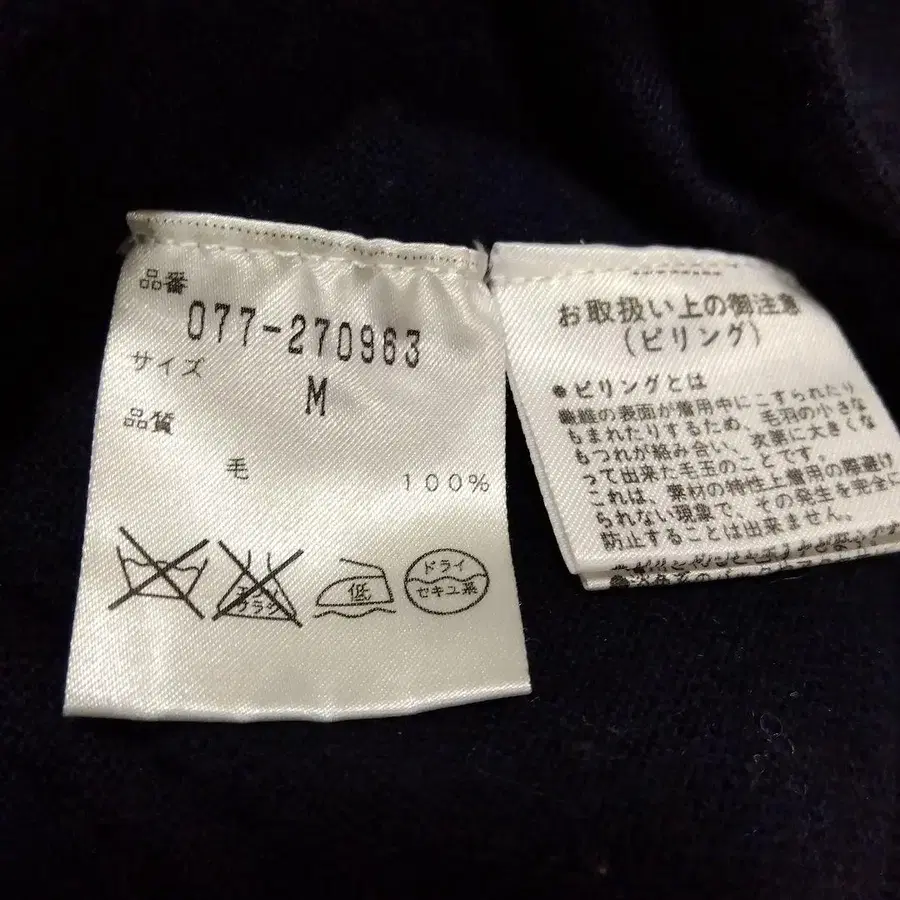 品番
077-270963
サイズ
M
品質
毛
100%
低
ドライ
セキユ系
お取扱い上の御注意
(ピリング)
●ピリングとは
繊維の表面が着用中にこすられたり
もまれたりするため、毛羽の小さな
もつれが絡み合い、次第に大きくな
って出来た毛玉のことです。
これは、素材の特性上着用の際避け
られない現象で、その発生を完全に
防止することは出来ません。